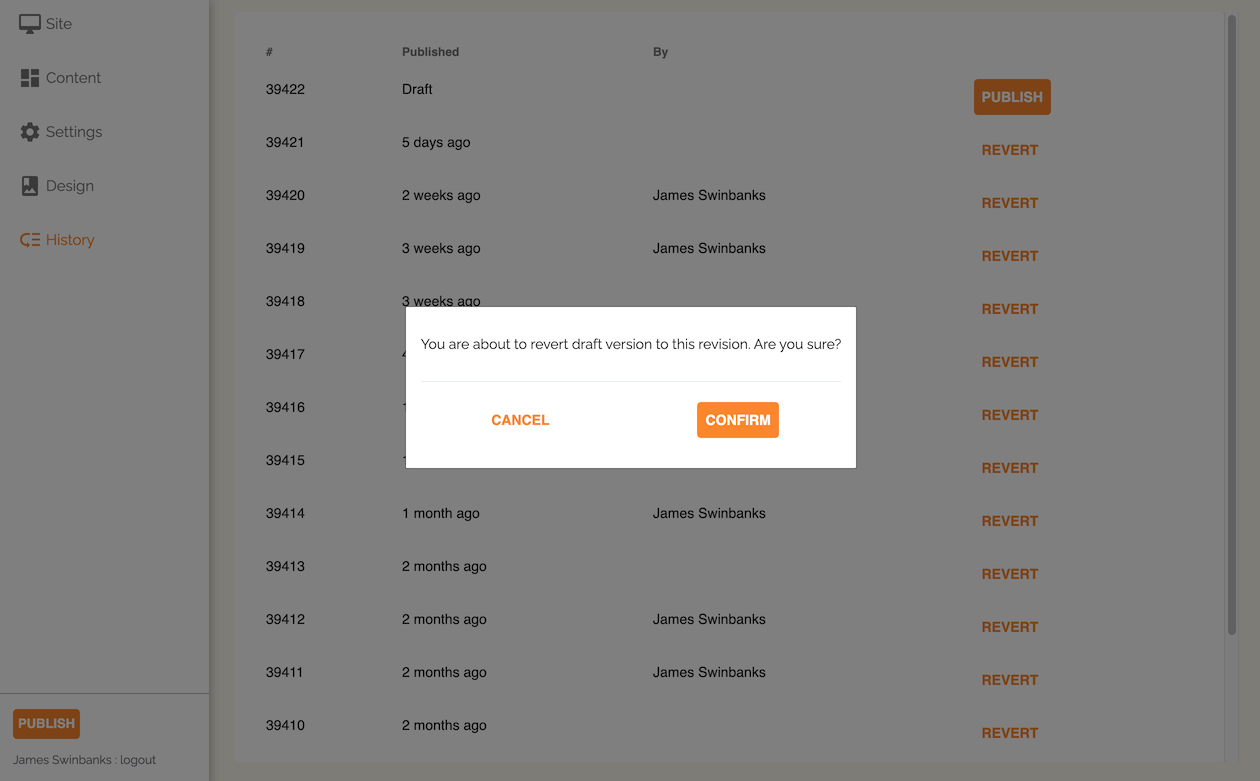 Site
Content
Settings
Design
History
# Published By
39422 Draft PUBLISH
39421 5 days ago REVERT
39420 2 weeks ago James Swinbanks REVERT
39419 3 weeks ago James Swinbanks REVERT
39418 3 weeks ago REVERT
You are about to revert draft version to this revision. Are you sure?
CANCEL CONFIRM
39417 REVERT
39416 REVERT
39415 REVERT
39414 1 month ago James Swinbanks REVERT
39413 2 months ago REVERT
39412 2 months ago James Swinbanks REVERT
39411 2 months ago James Swinbanks REVERT
39410 2 months ago REVERT
PUBLISH
James Swinbanks : logout